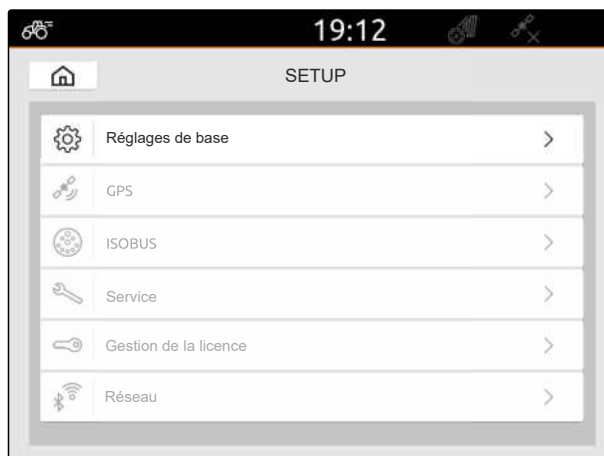 19:12
SETUP
Réglages de base
GPS
ISOBUS
Service
Gestion de la licence
Réseau